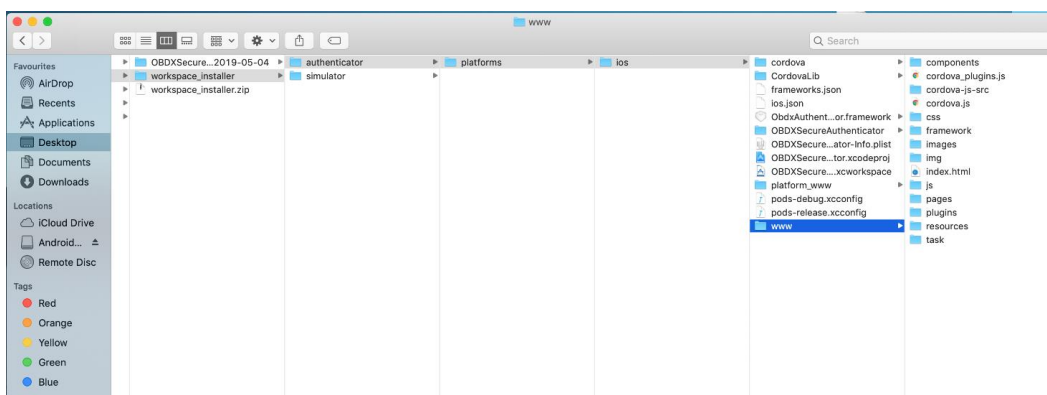 www
Search
Favourites
AirDrop
Recents
Applications
Desktop
Documents
Downloads
Locations
iCloud Drive
Android...
Remote Disc
Tags
Red
Orange
Yellow
Green
Blue
OBDXSecure...2019-05-04
workspace_installer
workspace_installer.zip
authenticator
simulator
platforms
ios
cordova
CordovaLib
frameworks.json
ios.json
ObdxAuthent...or.framework
OBDXSecureAuthenticator
OBDXSecure...ator-Info.plist
OBDXSecure...tor.xcodeproj
OBDXSecure....xcworkspace
platform_www
pods-debug.xcconfig
pods-release.xcconfig
www
components
cordova_plugins.js
cordova-js-src
cordova.js
css
framework
images
img
index.html
js
pages
plugins
resources
task